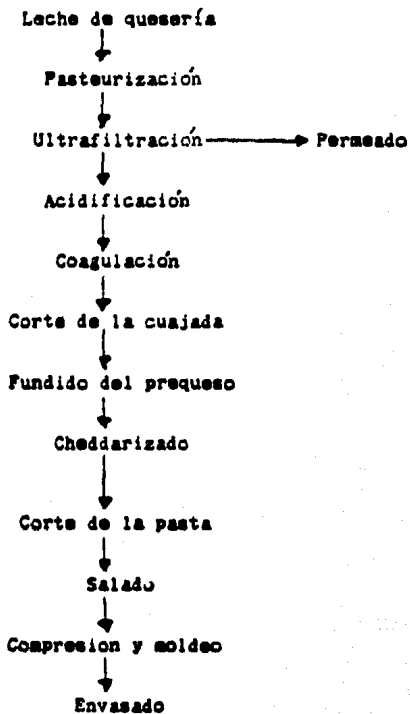 Leche de quesería
Pasteurización
Ultrafiltración Permeado
Acidificación
Coagulación
Corte de la cuajada
Fundido del prequeso
Cheddarizado
Corte de la pasta
Salado
Compresion y moldeo
Envasado